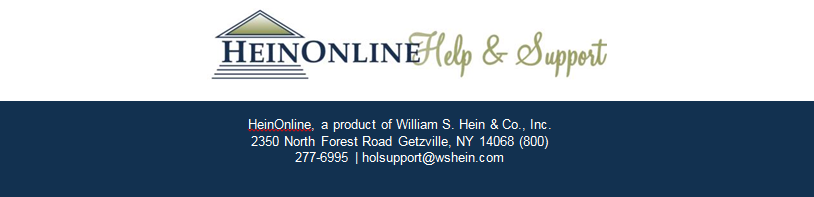 HEINONLINE Help & Support
HeinOnline, a product of William S. Hein & Co., Inc.
2350 North Forest Road Getzville, NY 14068 (800)
277-6995 | holsupport@wshein.com